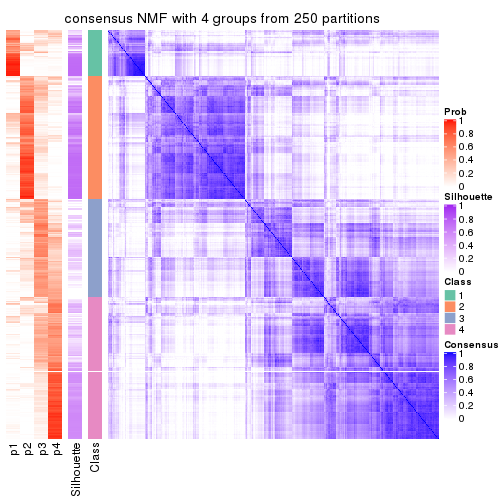 consensus NMF with 4 groups from 250 partitions
Prob
1
0.8
0.6
0.4
0.2
0
Silhouette
1
0.8
0.6
0.4
0.2
0
Class
1
2
3
4
Consensus
1
0.8
0.6
0.4
0.2
0
p1
p2
p3
p4
Silhouette
Class